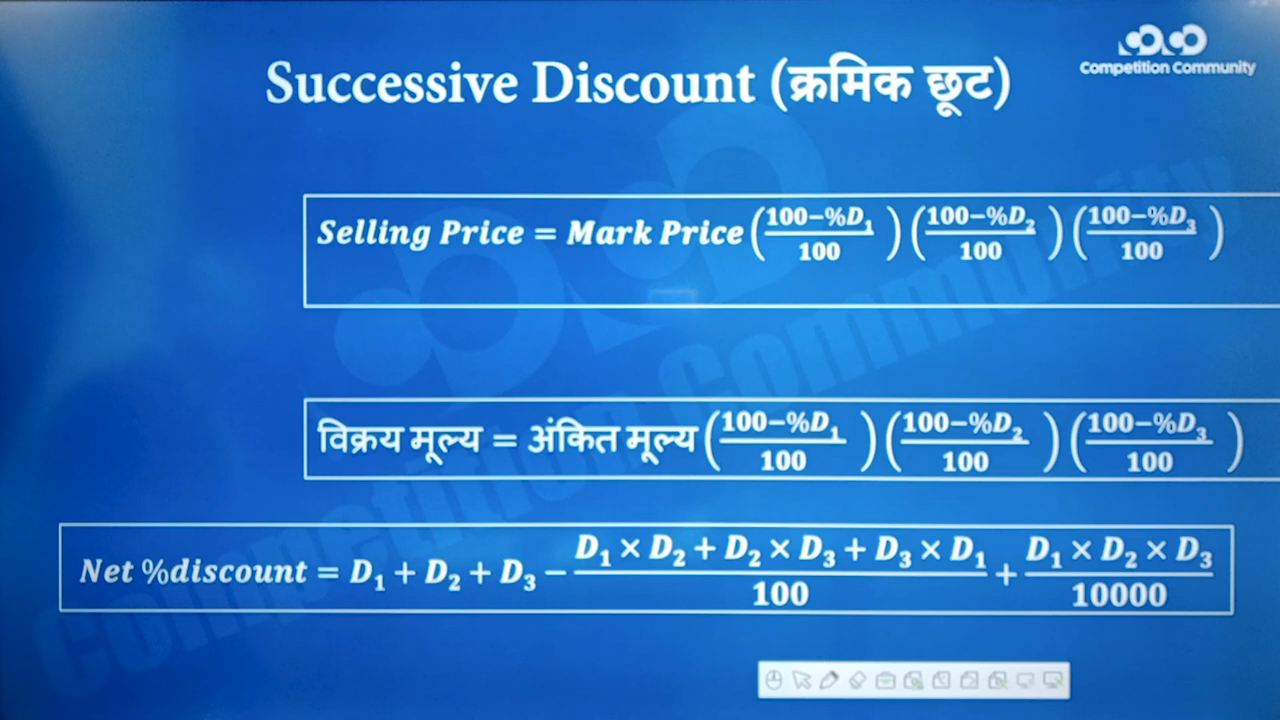 Competition Community
Successive Discount (क्रमिक छूट)
Selling Price = Mark Price (100−%D₁/100) (100−%D₂/100) (100−%D₃/100)
विक्रय मूल्य = अंकित मूल्य (100−%D₁/100) (100−%D₂/100) (100−%D₃/100)
Net %discount = D₁ + D₂ + D₃ − D₁ × D₂ + D₂ × D₃ + D₃ × D₁/100 + D₁ × D₂ × D₃/10000
Competition Community